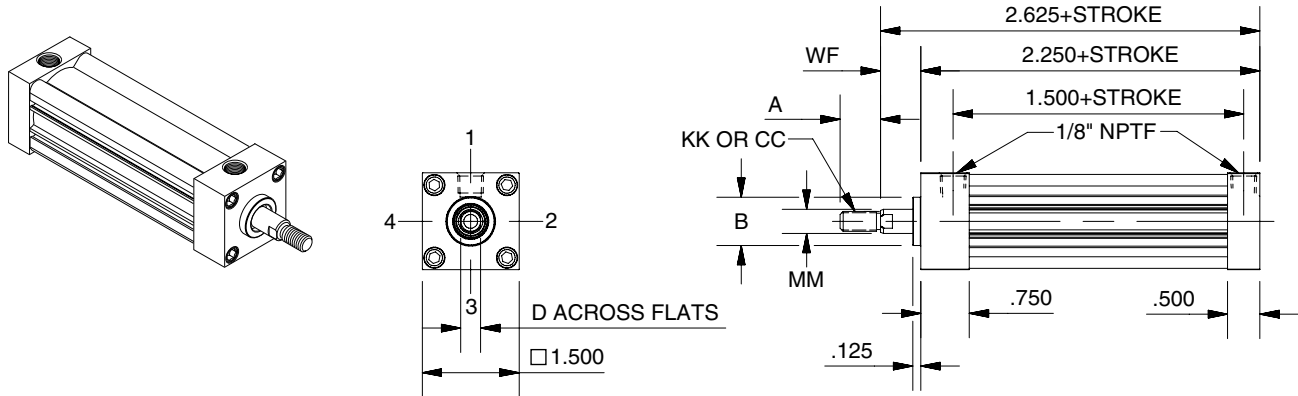 2.625+STROKE
WF
2.250+STROKE
A
1.500+STROKE
KK OR CC
1/8" NPTF
1
4
2
B
3
MM
D ACROSS FLATS
.750
.500
□1.500
.125